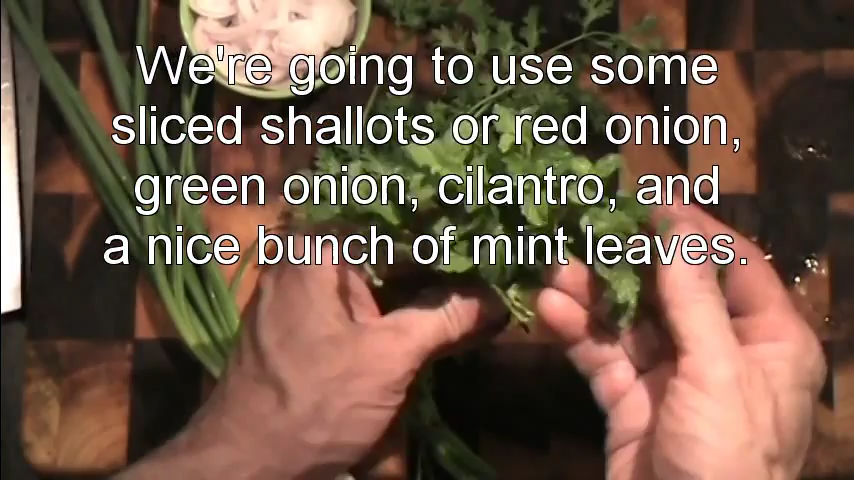 We're going to use some
sliced shallots or red onion,
green onion, cilantro, and
a nice bunch of mint leaves.